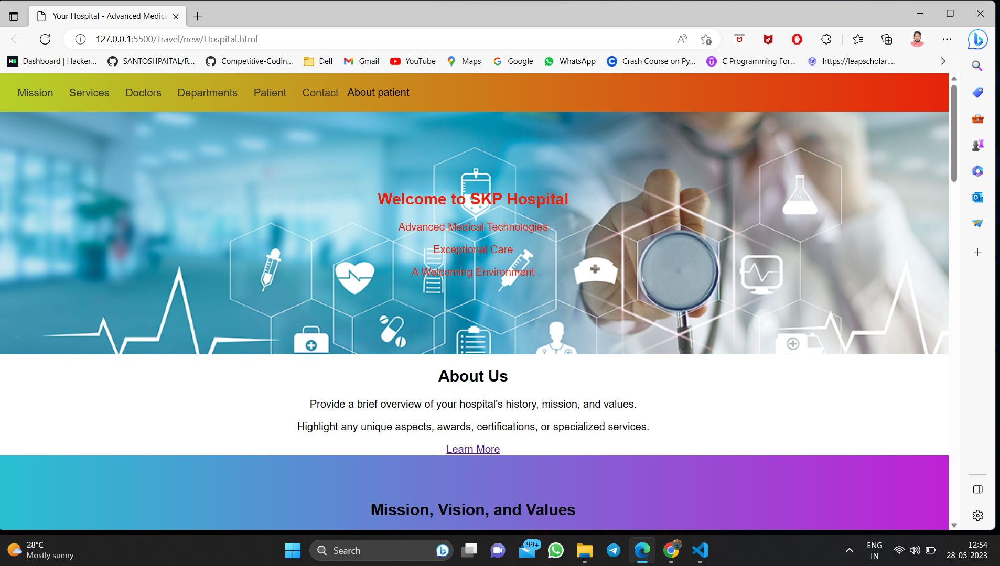 Your Hospital - Advanced Medica
127.0.0.1:5500/Travel/new/Hospital.html
Dashboard | Hacker... SANTOSHPAITAL/R... Competitive-Codin... Dell Gmail YouTube Maps Google WhatsApp Crash Course on Py... C Programming For... https://leapscholar....
Mission Services Doctors Departments Patient Contact About patient
Welcome to SKP Hospital
Advanced Medical Technologies
Exceptional Care
A Welcoming Environment
About Us
Provide a brief overview of your hospital's history, mission, and values.
Highlight any unique aspects, awards, certifications, or specialized services.
Learn More
Mission, Vision, and Values
28°C
Mostly sunny
Search
99+
ENG
IN
12:54
28-05-2023